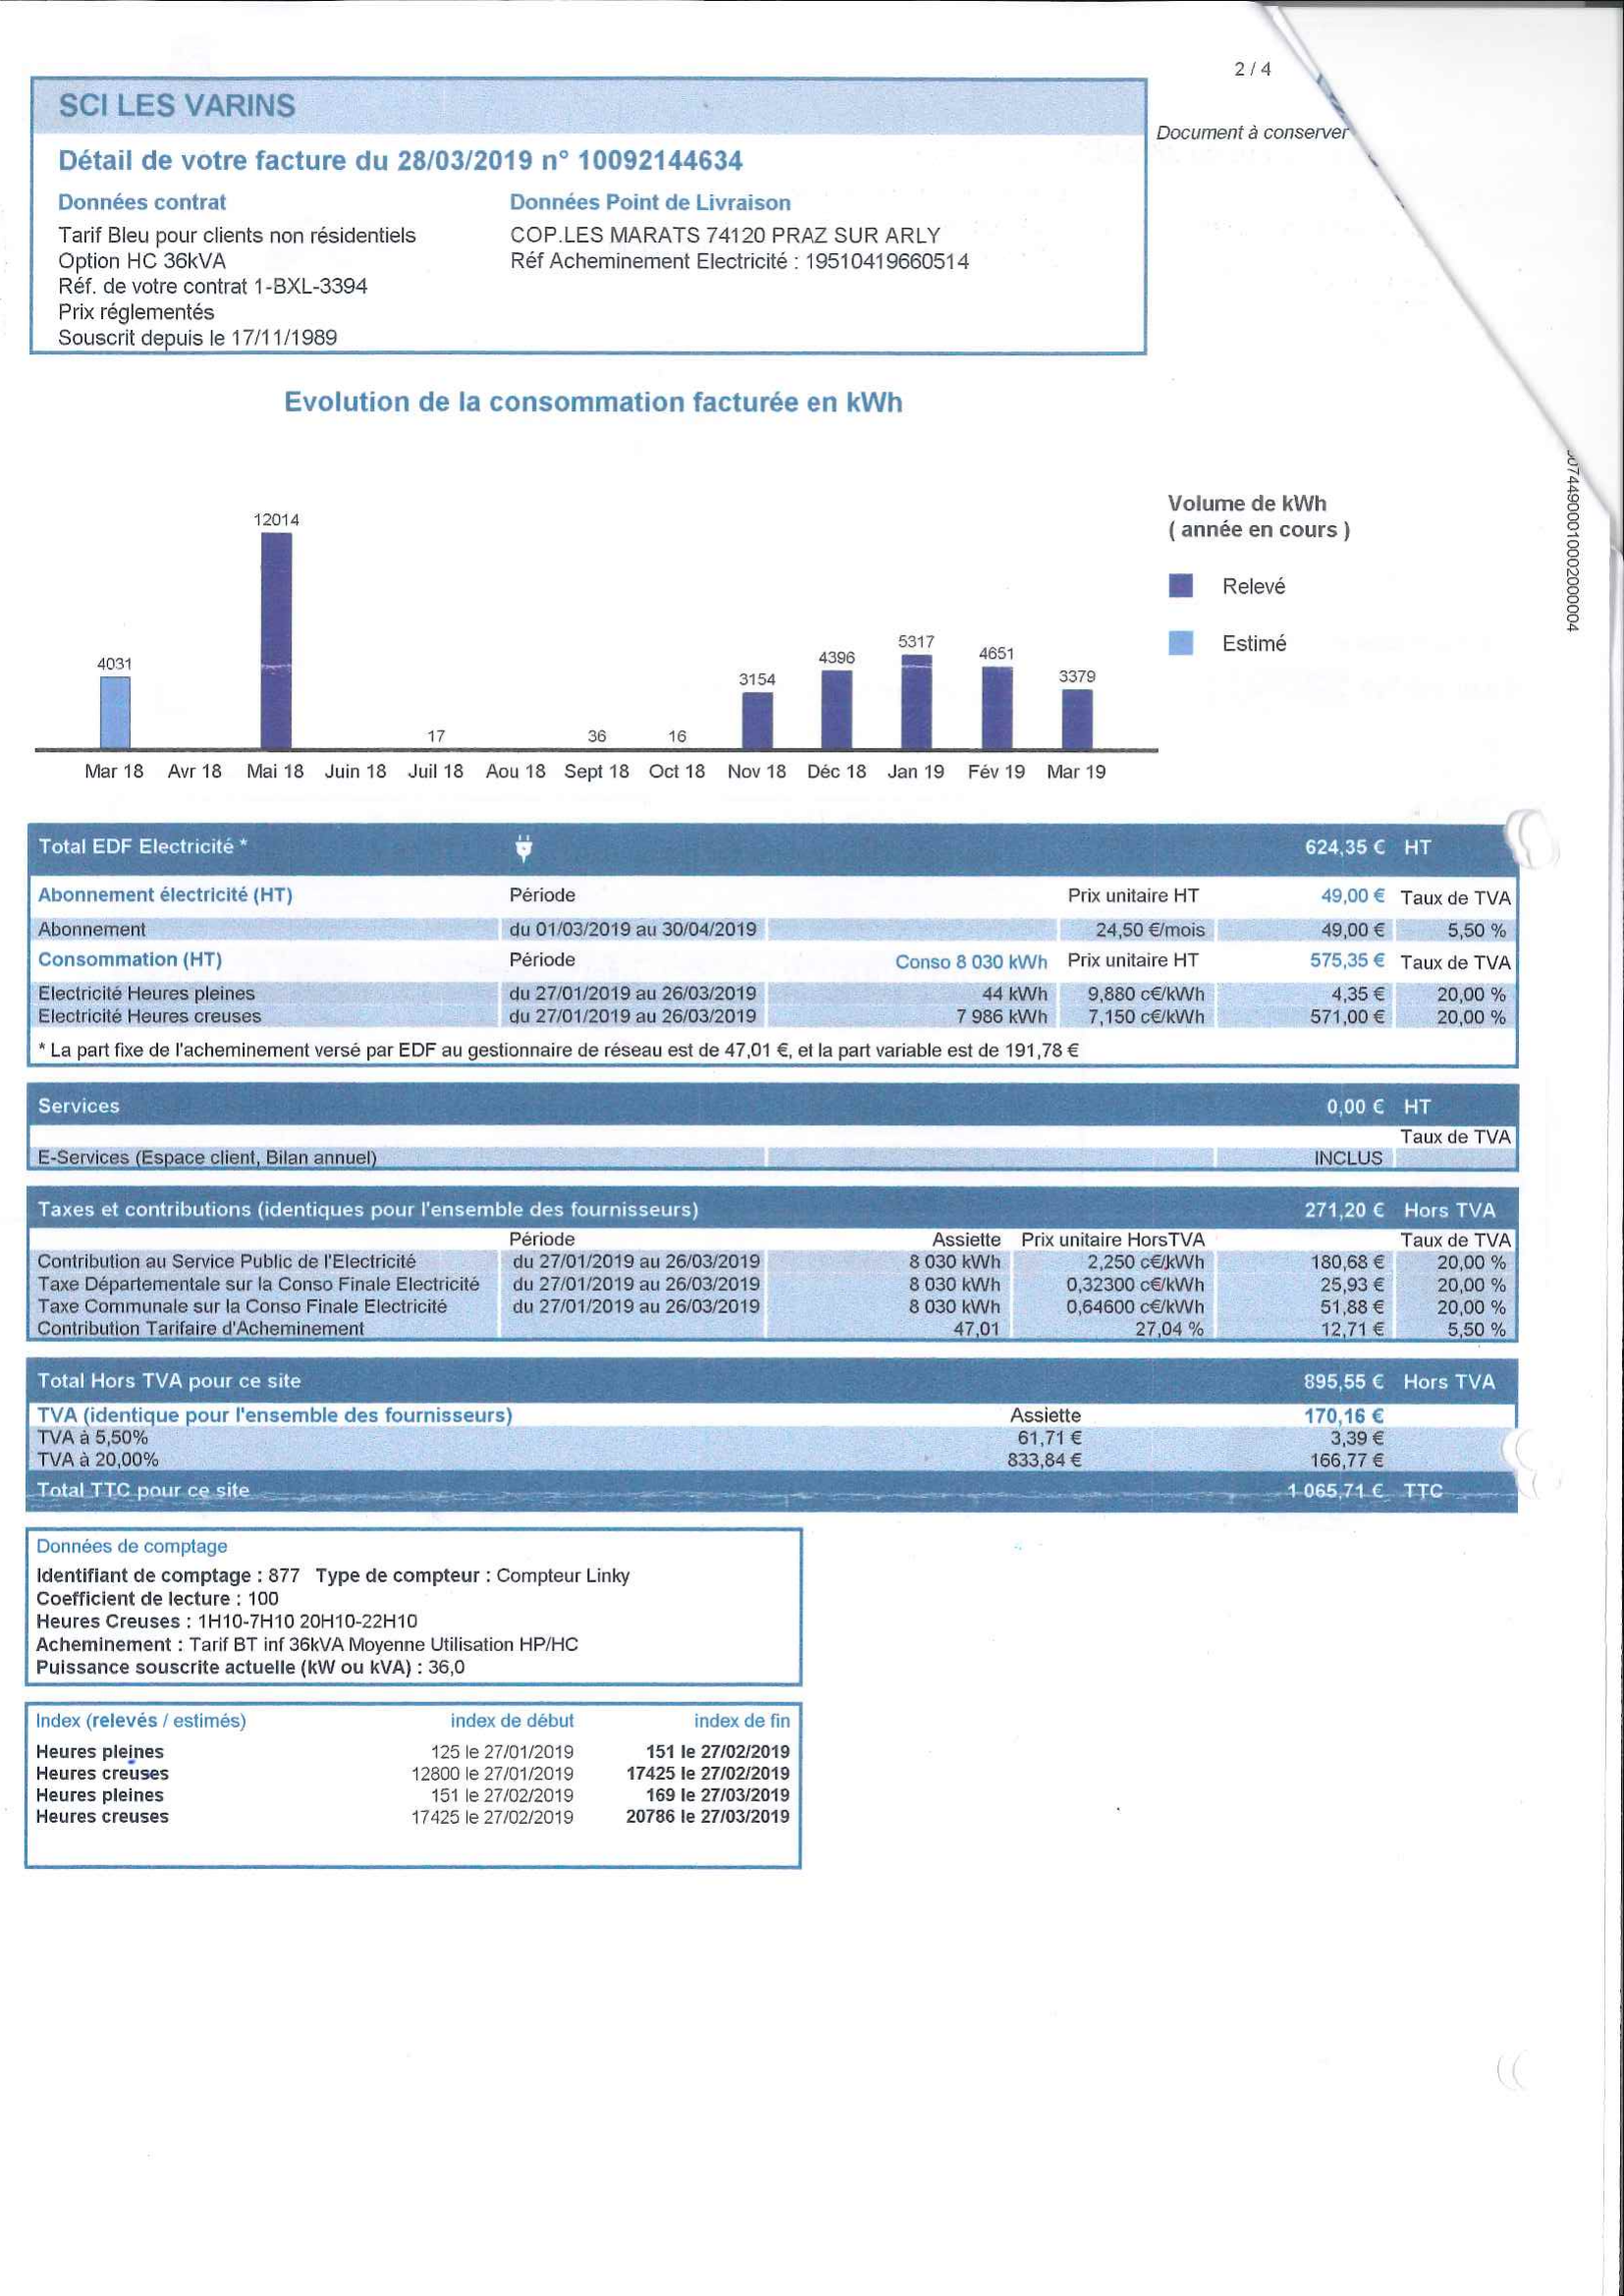 2 / 4
SCI LES VARINS
Document à conserver
Détail de votre facture du 28/03/2019 n° 10092144634
Données contrat Données Point de Livraison
Tarif Bleu pour clients non résidentiels COP.LES MARATS 74120 PRAZ SUR ARLY
Option HC 36kVA Réf Acheminement Electricité : 19510419660514
Réf. de votre contrat 1-BXL-3394
Prix réglementés
Souscrit depuis le 17/11/1989
Evolution de la consommation facturée en kWh
Volume de kWh
( année en cours )
Relevé
Estimé
4031 12014 17 36 16 3154 4396 5317 4651 3379
Mar 18 Avr 18 Mai 18 Juin 18 Juil 18 Aou 18 Sept 18 Oct 18 Nov 18 Déc 18 Jan 19 Fév 19 Mar 19
Total EDF Electricité * 624,35 € HT
Abonnement électricité (HT) Période Prix unitaire HT 49,00 € Taux de TVA
Abonnement du 01/03/2019 au 30/04/2019 24,50 €/mois 49,00 € 5,50 %
Consommation (HT) Période Conso 8 030 kWh Prix unitaire HT 575,35 € Taux de TVA
Electricité Heures pleines du 27/01/2019 au 26/03/2019 44 kWh 9,880 c€/kWh 4,35 € 20,00 %
Electricité Heures creuses du 27/01/2019 au 26/03/2019 7 986 kWh 7,150 c€/kWh 571,00 € 20,00 %
* La part fixe de l'acheminement versé par EDF au gestionnaire de réseau est de 47,01 €, et la part variable est de 191,78 €
Services 0,00 € HT
Taux de TVA
E-Services (Espace client, Bilan annuel) INCLUS
Taxes et contributions (identiques pour l'ensemble des fournisseurs) 271,20 € Hors TVA
Période Assiette Prix unitaire HorsTVA Taux de TVA
Contribution au Service Public de l'Electricité du 27/01/2019 au 26/03/2019 8 030 kWh 2,250 c€/kWh 180,68 € 20,00 %
Taxe Départementale sur la Conso Finale Electricité du 27/01/2019 au 26/03/2019 8 030 kWh 0,32300 c€/kWh 25,93 € 20,00 %
Taxe Communale sur la Conso Finale Electricité du 27/01/2019 au 26/03/2019 8 030 kWh 0,64600 c€/kWh 51,88 € 20,00 %
Contribution Tarifaire d'Acheminement 47,01 27,04 % 12,71 € 5,50 %
Total Hors TVA pour ce site 895,55 € Hors TVA
TVA (identique pour l'ensemble des fournisseurs) Assiette 170,16 €
TVA à 5,50% 61,71 € 3,39 €
TVA à 20,00% 833,84 € 166,77 €
Total TTC pour ce site 1 065,71 € TTC
Données de comptage
Identifiant de comptage : 877 Type de compteur : Compteur Linky
Coefficient de lecture : 100
Heures Creuses : 1H10-7H10 20H10-22H10
Acheminement : Tarif BT inf 36kVA Moyenne Utilisation HP/HC
Puissance souscrite actuelle (kW ou kVA) : 36,0
Index (relevés / estimés) index de début index de fin
Heures pleines 125 le 27/01/2019 151 le 27/02/2019
Heures creuses 12800 le 27/01/2019 17425 le 27/02/2019
Heures pleines 151 le 27/02/2019 169 le 27/03/2019
Heures creuses 17425 le 27/02/2019 20786 le 27/03/2019